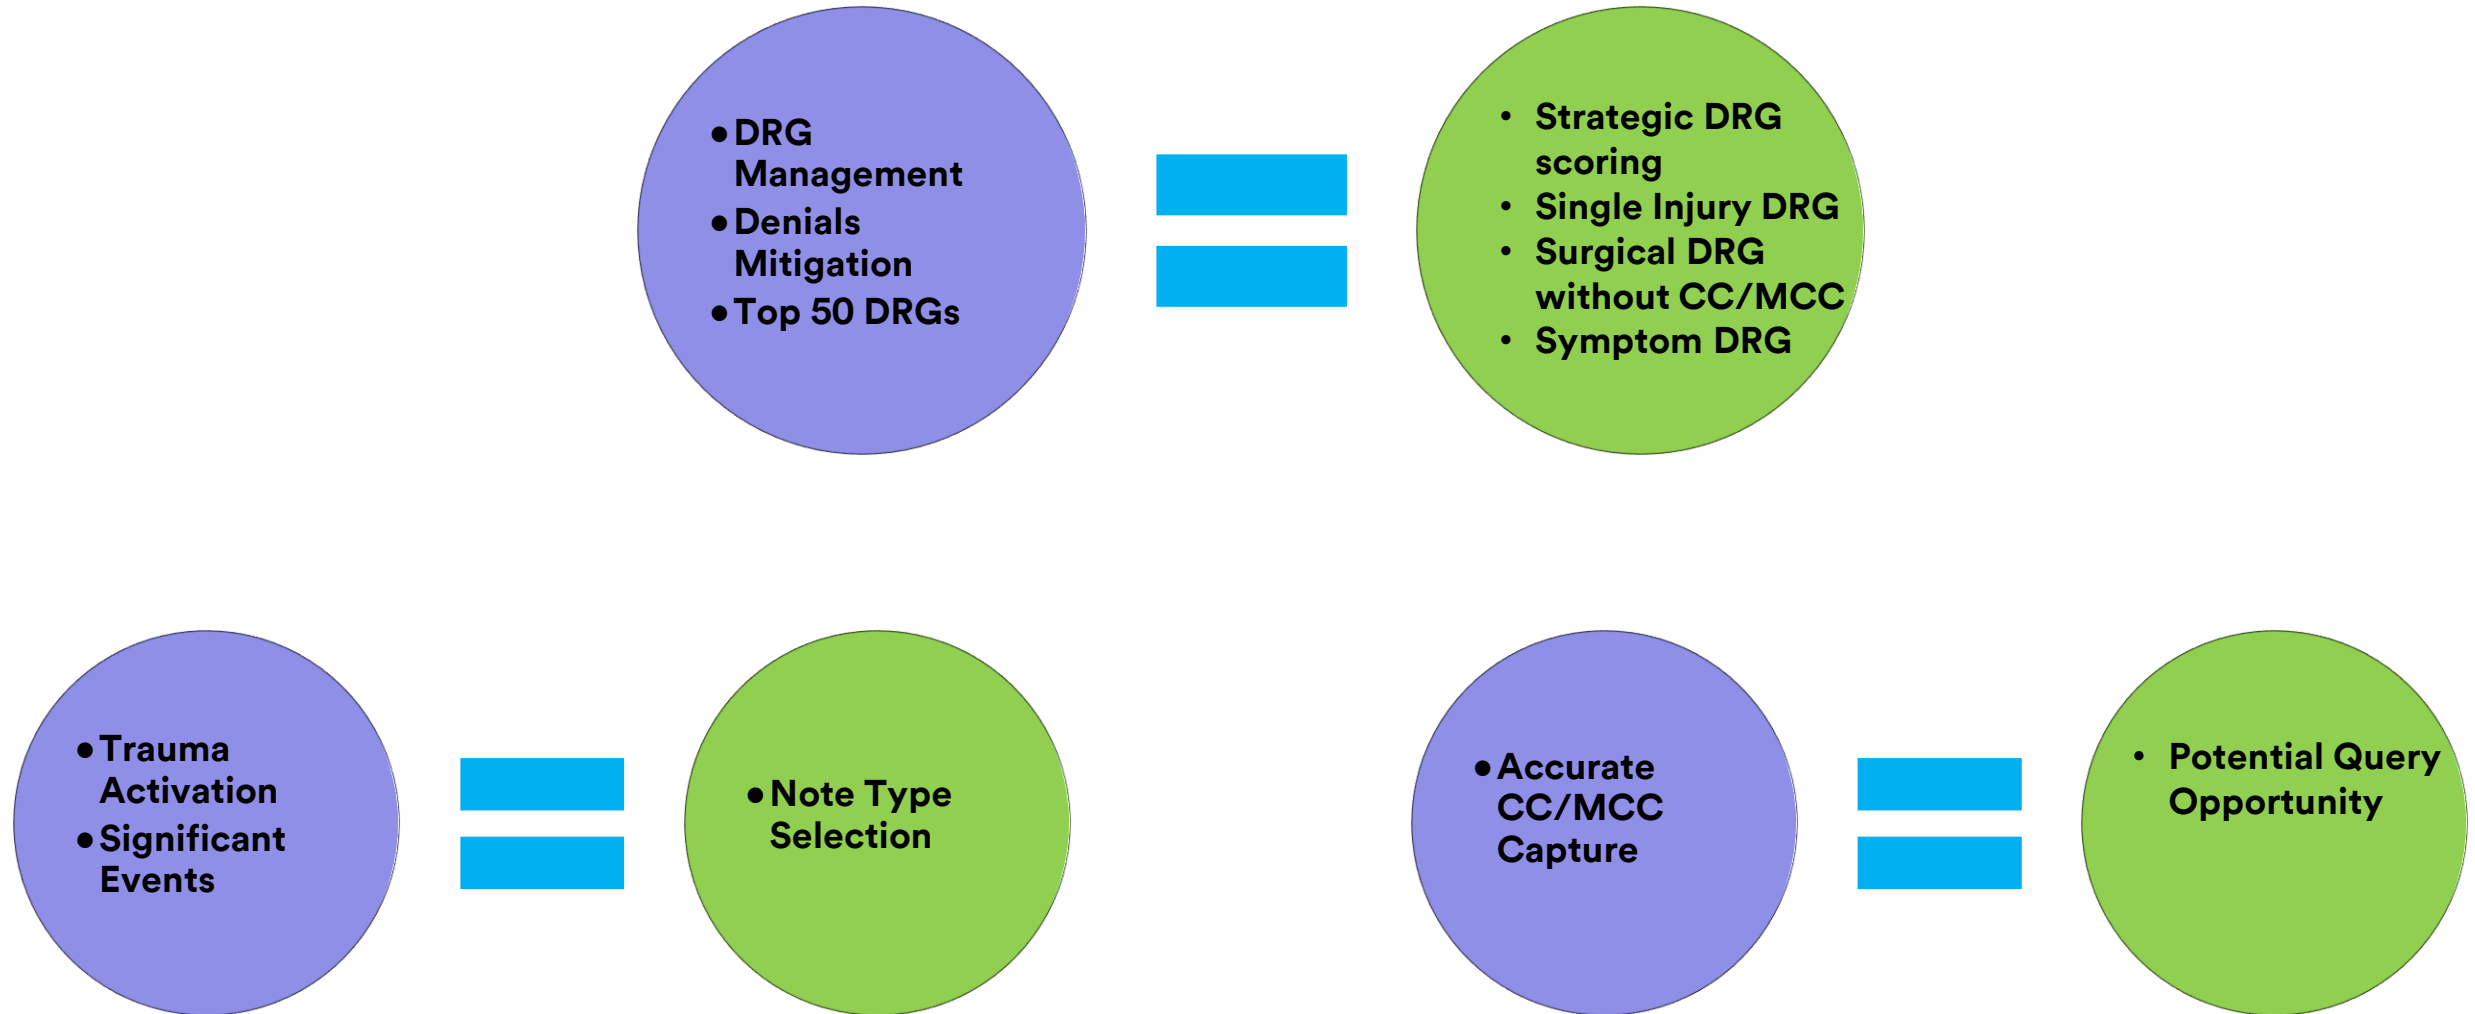 • DRG
Management
• Denials
Mitigation
• Top 50 DRGs
• Strategic DRG
scoring
• Single Injury DRG
• Surgical DRG
without CC/MCC
• Symptom DRG
• Trauma
Activation
• Significant
Events
• Note Type
Selection
• Accurate
CC/MCC
Capture
• Potential Query
Opportunity